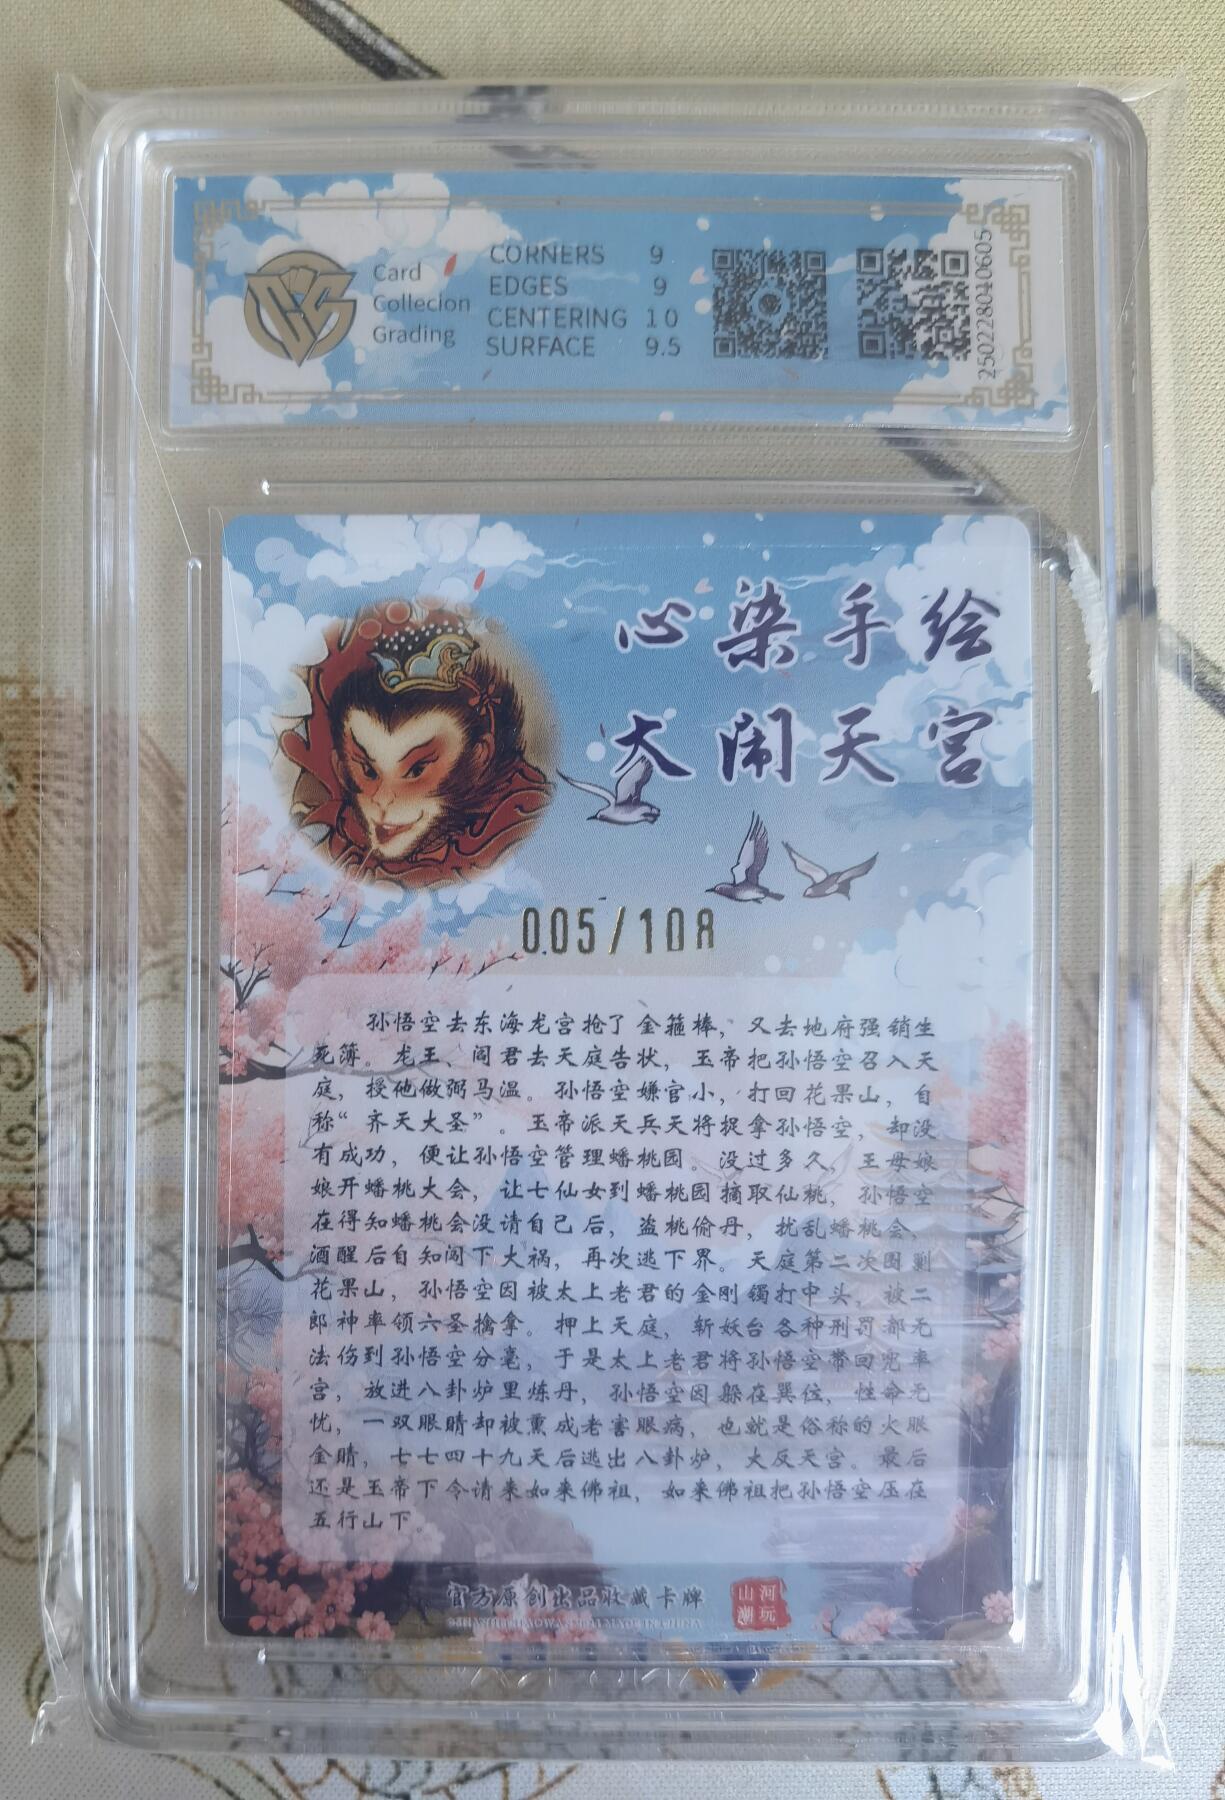 Card
Collecion
Grading
CORNERS 9
EDGES 9
CENTERING 10
SURFACE 9.5
250228040605
心染手绘
大闹天宫
005/108
孙悟空去东海龙宫抢了金箍棒，又去地府强销生
死簿。龙王、阎君去天庭告状，玉帝把孙悟空召入天
庭，授他做弼马温。孙悟空嫌官小，打回花果山，自
称“齐天大圣”。玉帝派天兵天将捉拿孙悟空，却没
有成功，便让孙悟空管理蟠桃园。没过多久，王母娘
娘开蟠桃大会，让七仙女到蟠桃园摘取仙桃，孙悟空
在得知蟠桃会没请自己后，盗桃偷丹，扰乱蟠桃会，
酒醒后自知闯下大祸，再次逃下界。天庭第二次围剿
花果山，孙悟空因被太上老君的金刚镯打中头，被二
郎神率领六圣擒拿。押上天庭，斩妖台各种刑罚都无
法伤到孙悟空分毫，于是太上老君将孙悟空带回兜率
宫，放进八卦炉里炼丹，孙悟空因躲在巽位，性命无
忧，一双眼睛却被熏成老害眼病，也就是俗称的火眼
金睛，七七四十九天后逃出八卦炉，大反天宫。最后
还是玉帝下令请来如来佛祖，如来佛祖把孙悟空压在
五行山下。
官方原创出品收藏卡牌
山河
潮玩